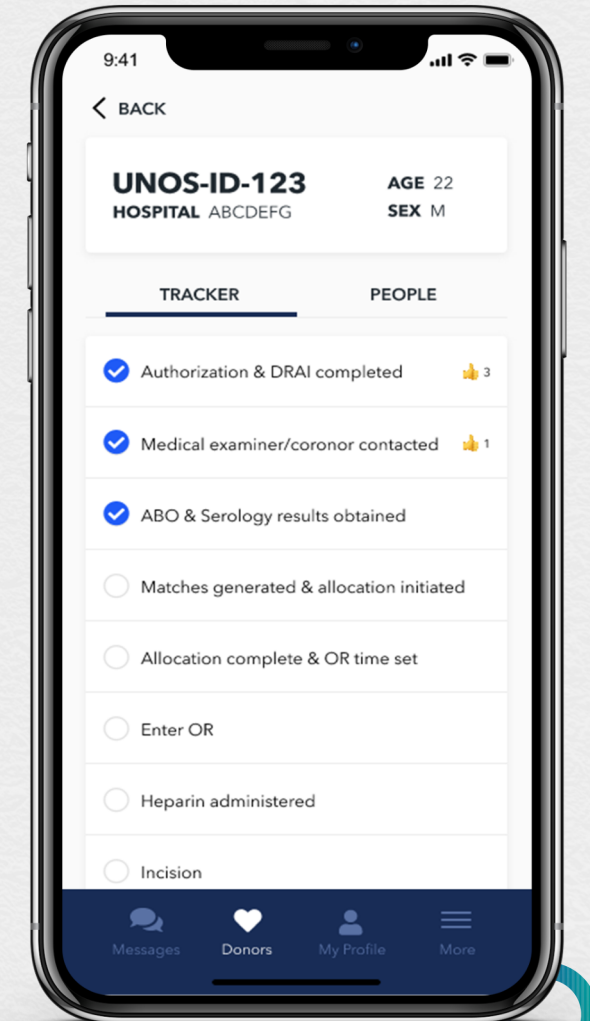 9:41
BACK
UNOS-ID-123 AGE 22
HOSPITAL ABCDEFG SEX M
TRACKER PEOPLE
Authorization & DRAI completed 👍 3
Medical examiner/coronor contacted 👍 1
ABO & Serology results obtained
Matches generated & allocation initiated
Allocation complete & OR time set
Enter OR
Heparin administered
Incision
Messages Donors My Profile More